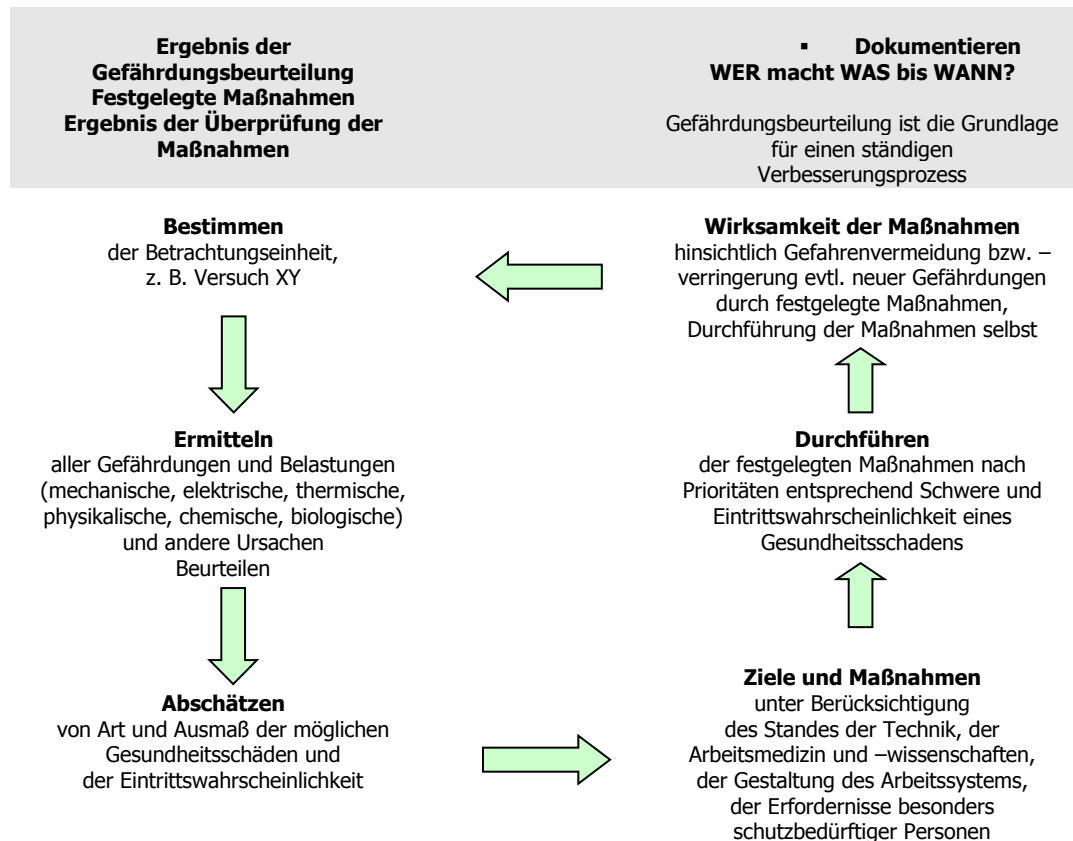 Ergebnis der
Gefährdungsbeurteilung
Festgelegte Maßnahmen
Ergebnis der Überprüfung der
Maßnahmen
▪ Dokumentieren
WER macht WAS bis WANN?
Gefährdungsbeurteilung ist die Grundlage
für einen ständigen
Verbesserungsprozess
Bestimmen
der Betrachtungseinheit,
z. B. Versuch XY
Wirksamkeit der Maßnahmen
hinsichtlich Gefahrenvermeidung bzw. –
verringerung evtl. neuer Gefährdungen
durch festgelegte Maßnahmen,
Durchführung der Maßnahmen selbst
Ermitteln
aller Gefährdungen und Belastungen
(mechanische, elektrische, thermische,
physikalische, chemische, biologische)
und andere Ursachen
Beurteilen
Durchführen
der festgelegten Maßnahmen nach
Prioritäten entsprechend Schwere und
Eintrittswahrscheinlichkeit eines
Gesundheitsschadens
Abschätzen
von Art und Ausmaß der möglichen
Gesundheitsschäden und
der Eintrittswahrscheinlichkeit
Ziele und Maßnahmen
unter Berücksichtigung
des Standes der Technik, der
Arbeitsmedizin und –wissenschaften,
der Gestaltung des Arbeitssystems,
der Erfordernisse besonders
schutzbedürftiger Personen